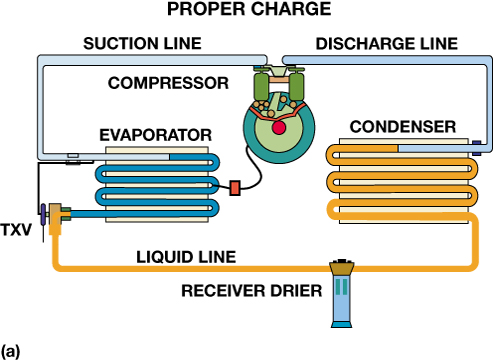 PROPER CHARGE
SUCTION LINE
DISCHARGE LINE
COMPRESSOR
EVAPORATOR
CONDENSER
TXV
LIQUID LINE
RECEIVER DRIER
(a)